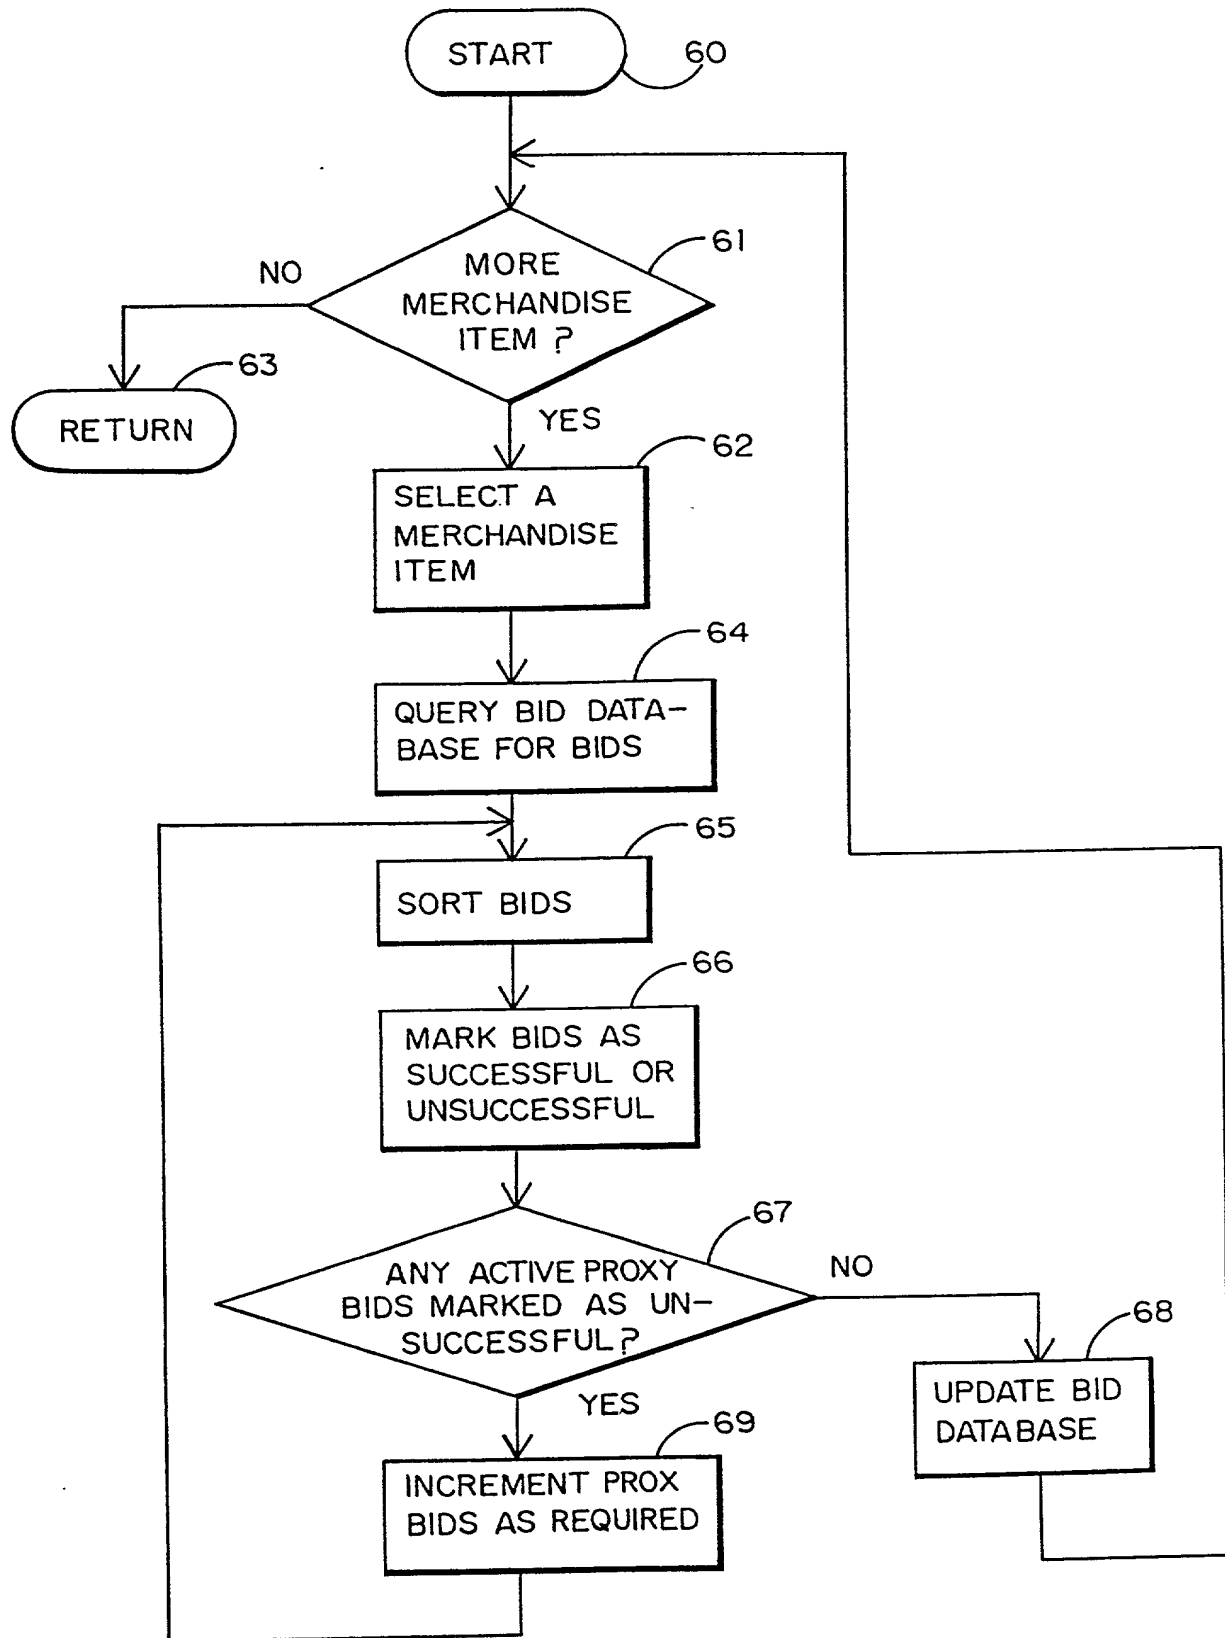 START
60
61
MORE
MERCHANDISE
ITEM ?
NO
63
RETURN
YES
62
SELECT A
MERCHANDISE
ITEM
64
QUERY BID DATA-
BASE FOR BIDS
65
SORT BIDS
66
MARK BIDS AS
SUCCESSFUL OR
UNSUCCESSFUL
67
ANY ACTIVE PROXY
BIDS MARKED AS UN-
SUCCESSFUL?
NO
68
UPDATE BID
DATABASE
YES
69
INCREMENT PROX
BIDS AS REQUIRED